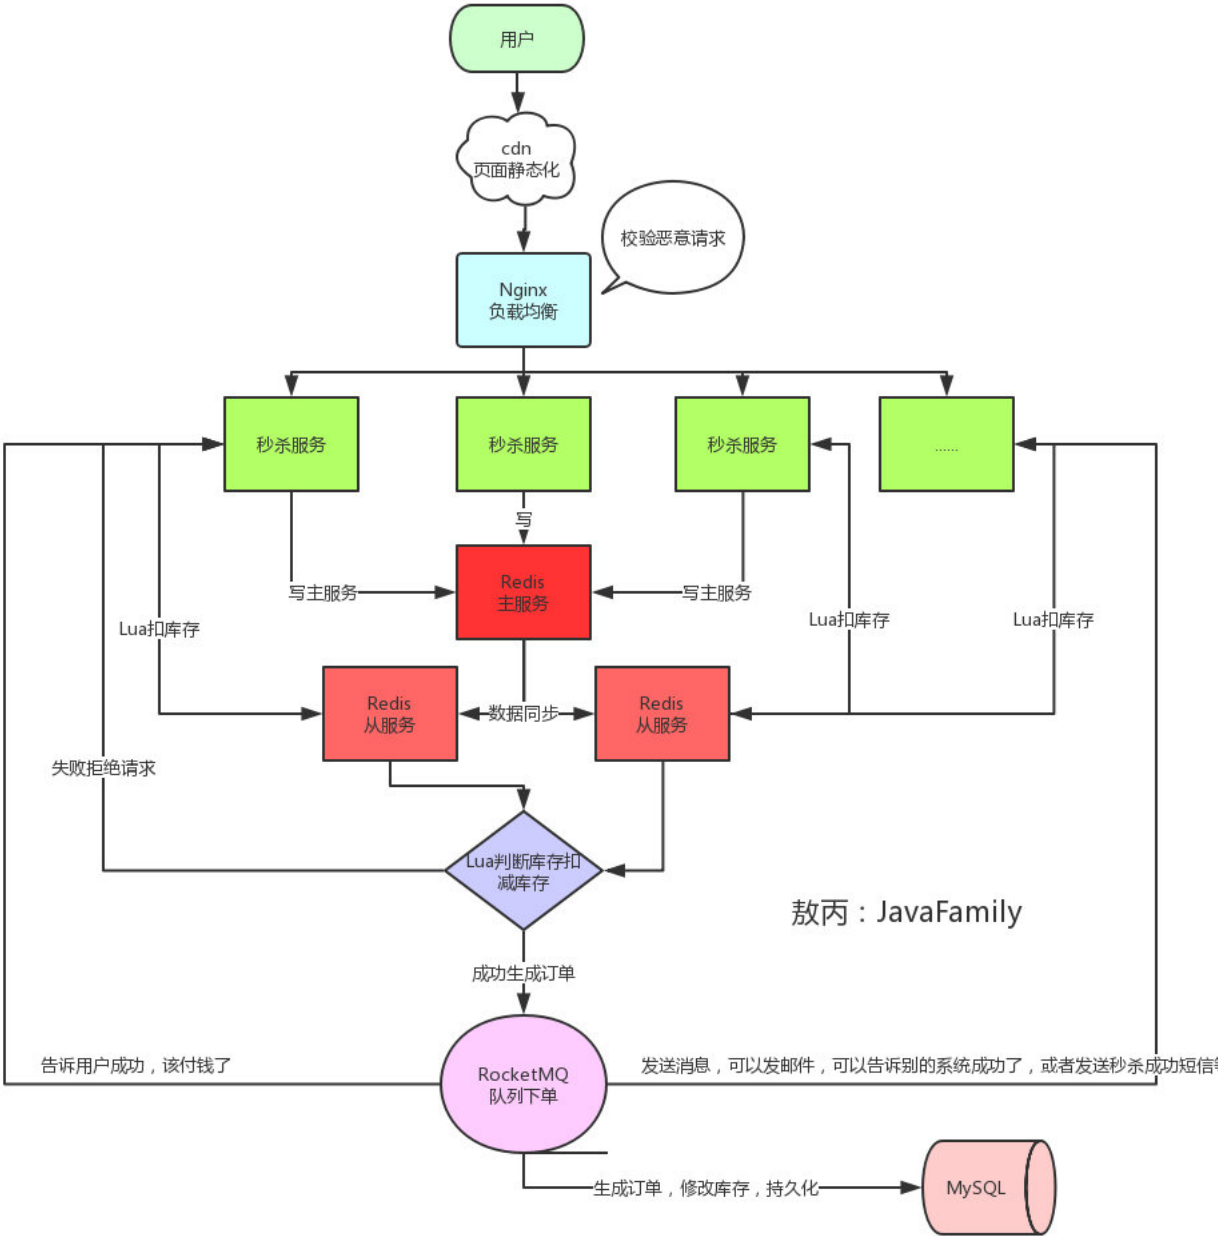 用户
cdn
页面静态化
校验恶意请求
Nginx
负载均衡
秒杀服务
秒杀服务
秒杀服务
......
写
Redis
主服务
写主服务
写主服务
Lua扣库存
Lua扣库存
Lua扣库存
Redis
从服务
数据同步
Redis
从服务
失败拒绝请求
Lua判断库存扣
减库存
敖丙：JavaFamily
成功生成订单
告诉用户成功，该付钱了
RocketMQ
队列下单
发送消息，可以发邮件，可以告诉别的系统成功了，或者发送秒杀成功短信
生成订单，修改库存，持久化
MySQL